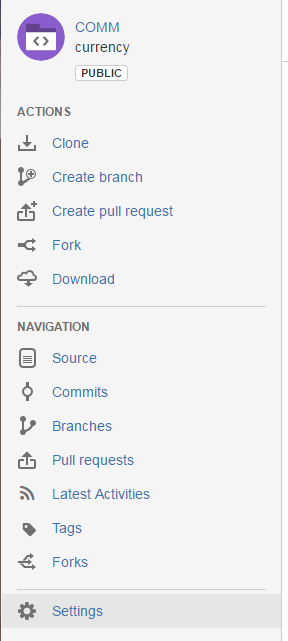 COMM
currency
PUBLIC
ACTIONS
Clone
Create branch
Create pull request
Fork
Download
NAVIGATION
Source
Commits
Branches
Pull requests
Latest Activities
Tags
Forks
Settings